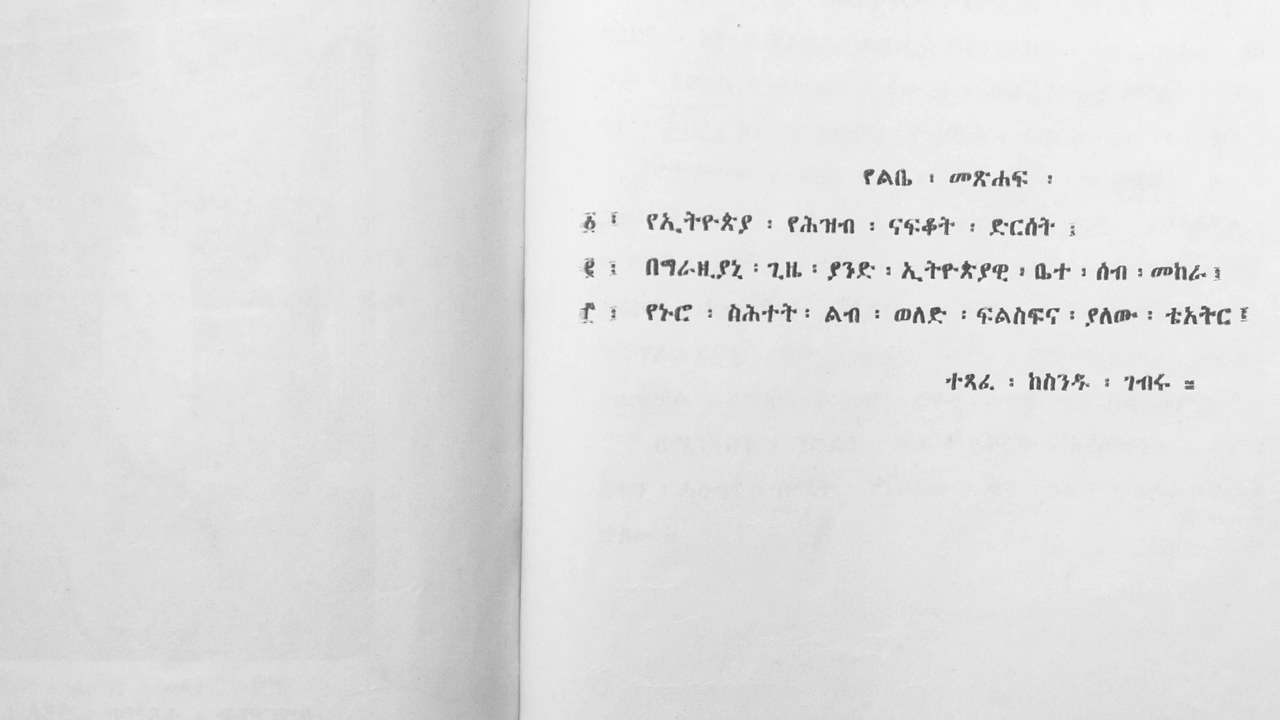 የልቤ ፡ መጽሐፍ ፡
፩ ፤ የኢትዮጵያ ፡ የሕዝብ ፡ ናፍቆት ፡ ድርሰት ፤
፪ ፤ በግራዚያኒ ፡ ጊዜ ፡ ያንድ ፡ ኢትዮጵያዊ ፡ ቤተ ፡ ሰብ ፡ መከራ ፤
፫ ፤ የኑሮ ፡ ስሕተት ፡ ልብ ፡ ወለድ ፡ ፍልስፍና ፡ ያለው ፡ ቴአትር ፤
ተጻፈ ፡ ከስንዱ ፡ ገብሩ ።